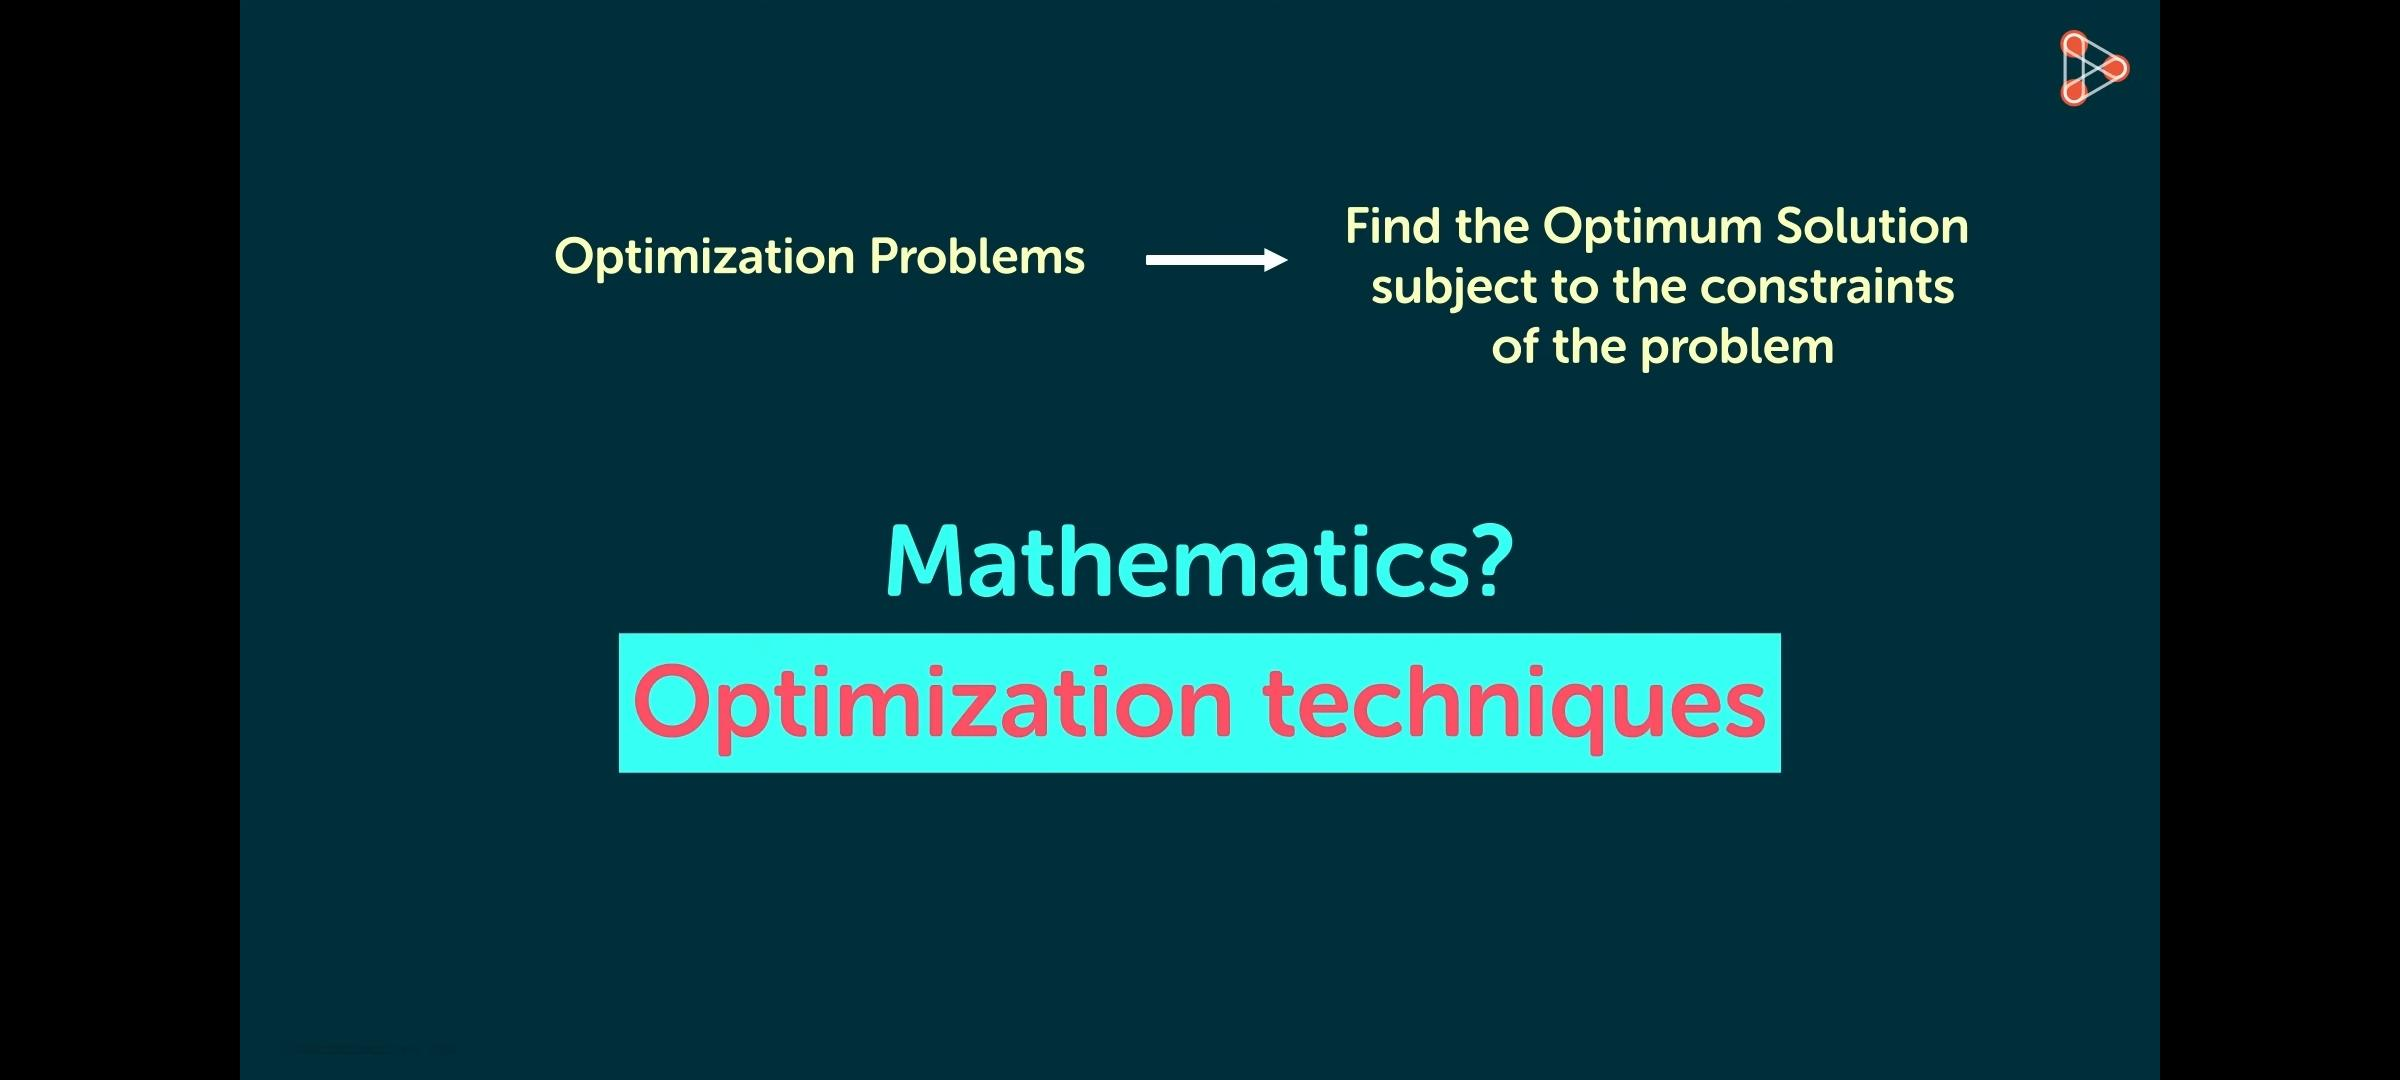 Optimization Problems
Find the Optimum Solution
subject to the constraints
of the problem
Mathematics?
Optimization techniques